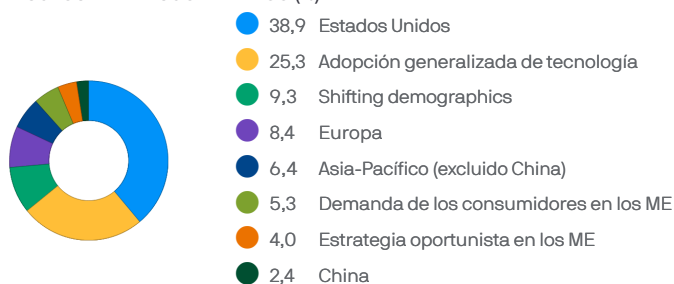 38,9 Estados Unidos
25,3 Adopción generalizada de tecnología
9,3 Shifting demographics
8,4 Europa
6,4 Asia-Pacífico (excluido China)
5,3 Demanda de los consumidores en los ME
4,0 Estrategia oportunista en los ME
2,4 China